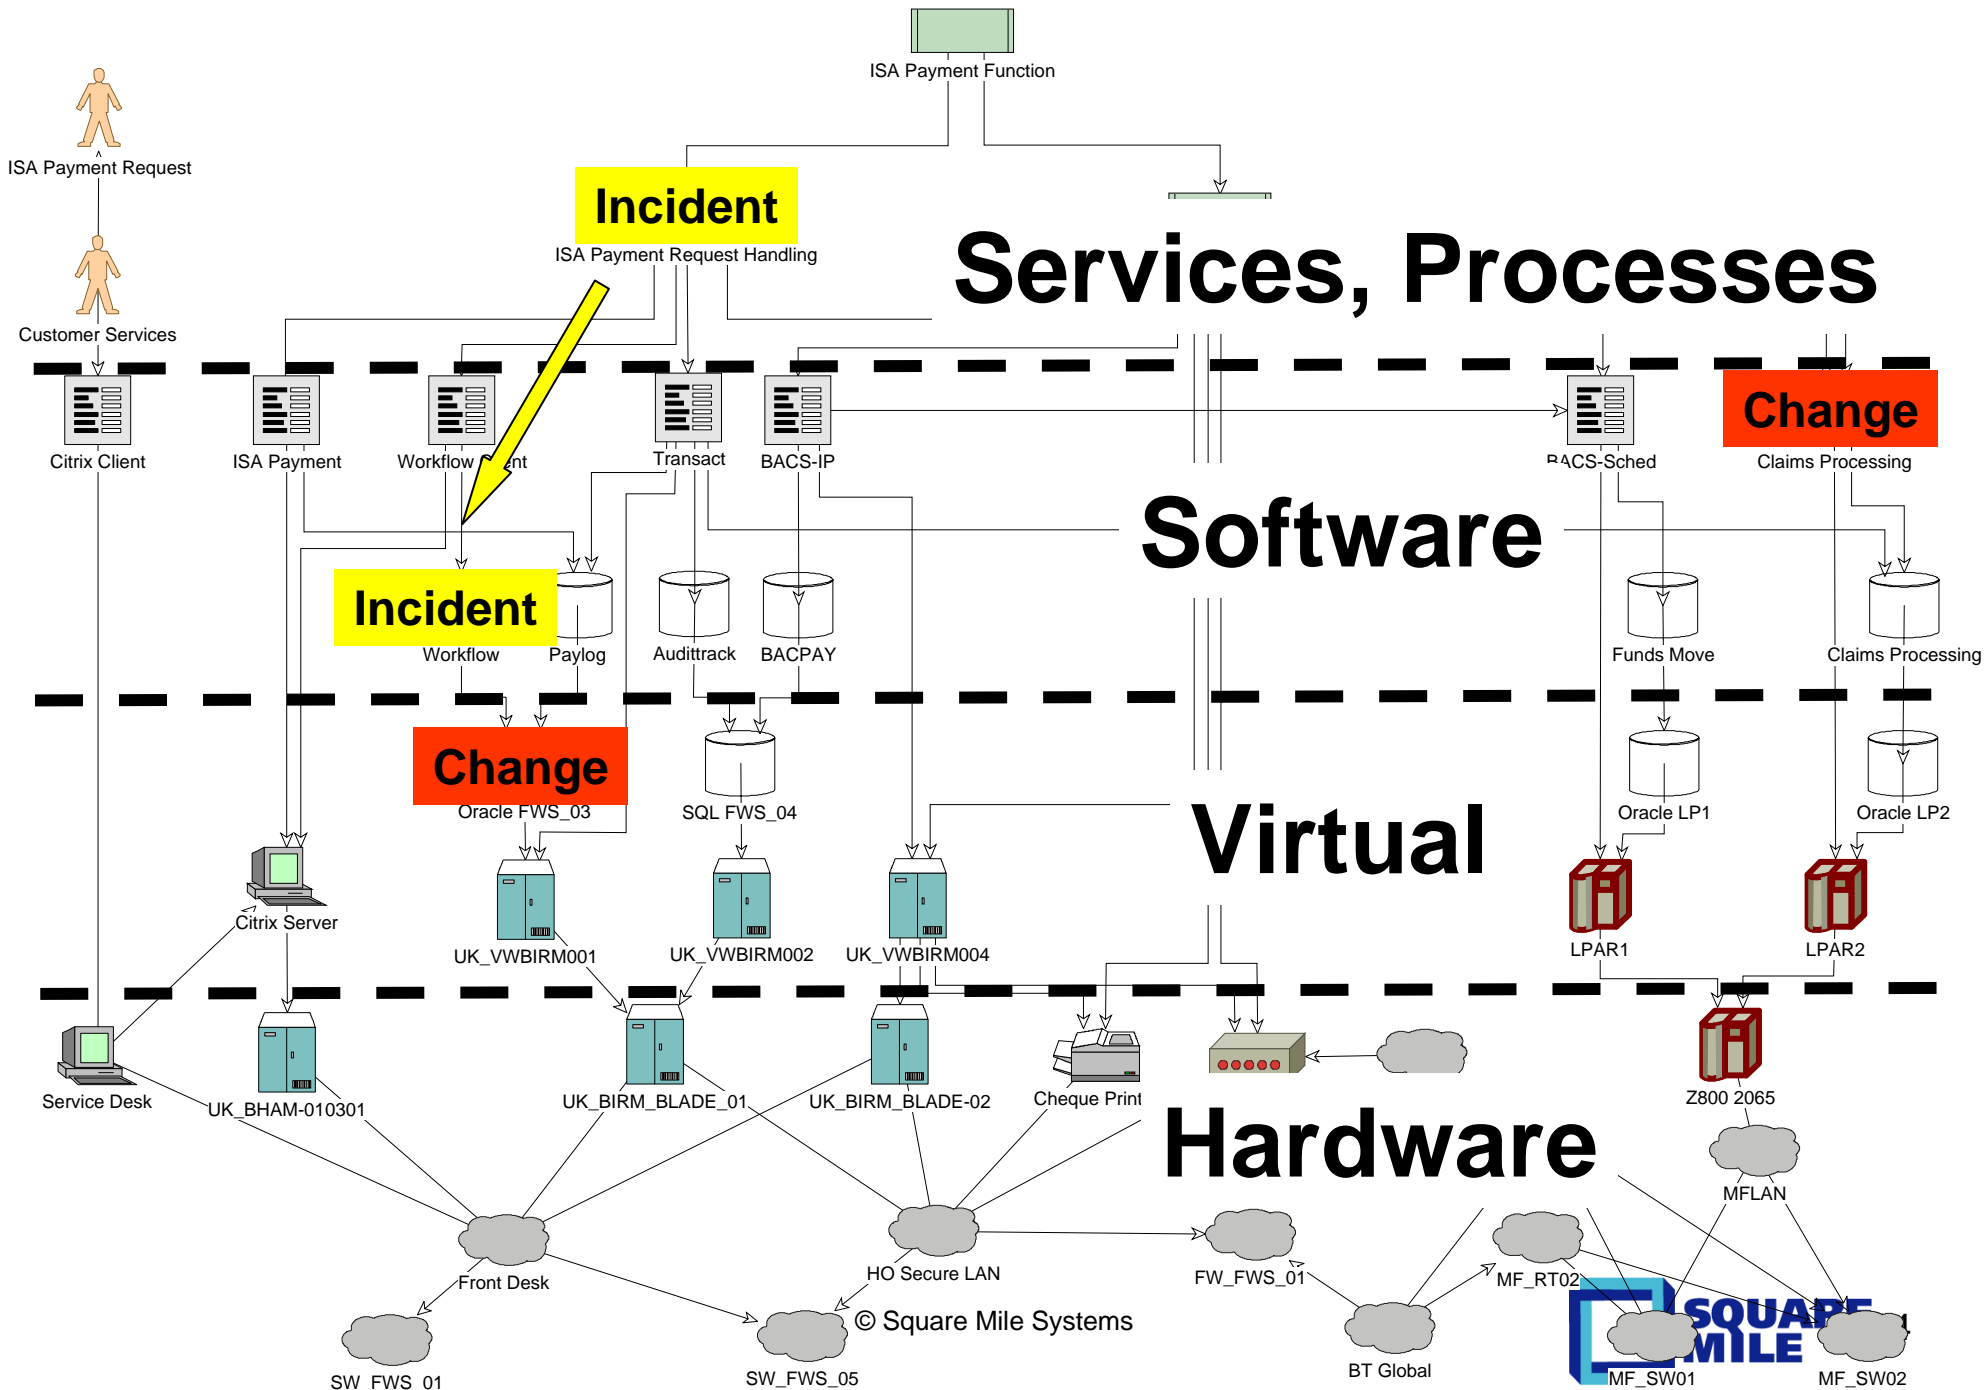 ISA Payment Function
ISA Payment Request
Incident
ISA Payment Request Handling
Services, Processes
Customer Services
Change
Citrix Client
ISA Payment
Workflow
ent
Transact
BACS-IP
BACS-Sched
Claims Processing
Software
Incident
Workflow
Paylog
Audittrack
BACPAY
Funds Move
Claims Processing
Change
Oracle FWS_03
SQL FWS_04
Oracle LP1
Oracle LP2
Virtual
Citrix Server
UK_VWBIRM001
UK_VWBIRM002
UK_VWBIRM004
LPAR1
LPAR2
Service Desk
UK_BHAM-010301
UK_BIRM_BLADE_01
UK_BIRM_BLADE-02
Cheque Print
Z800 2065
Hardware
MFLAN
Front Desk
HO Secure LAN
FW_FWS_01
MF_RT02
© Square Mile Systems
SQUARE
MILE
SW_FWS_01
SW_FWS_05
BT Global
MF_SW01
MF_SW02